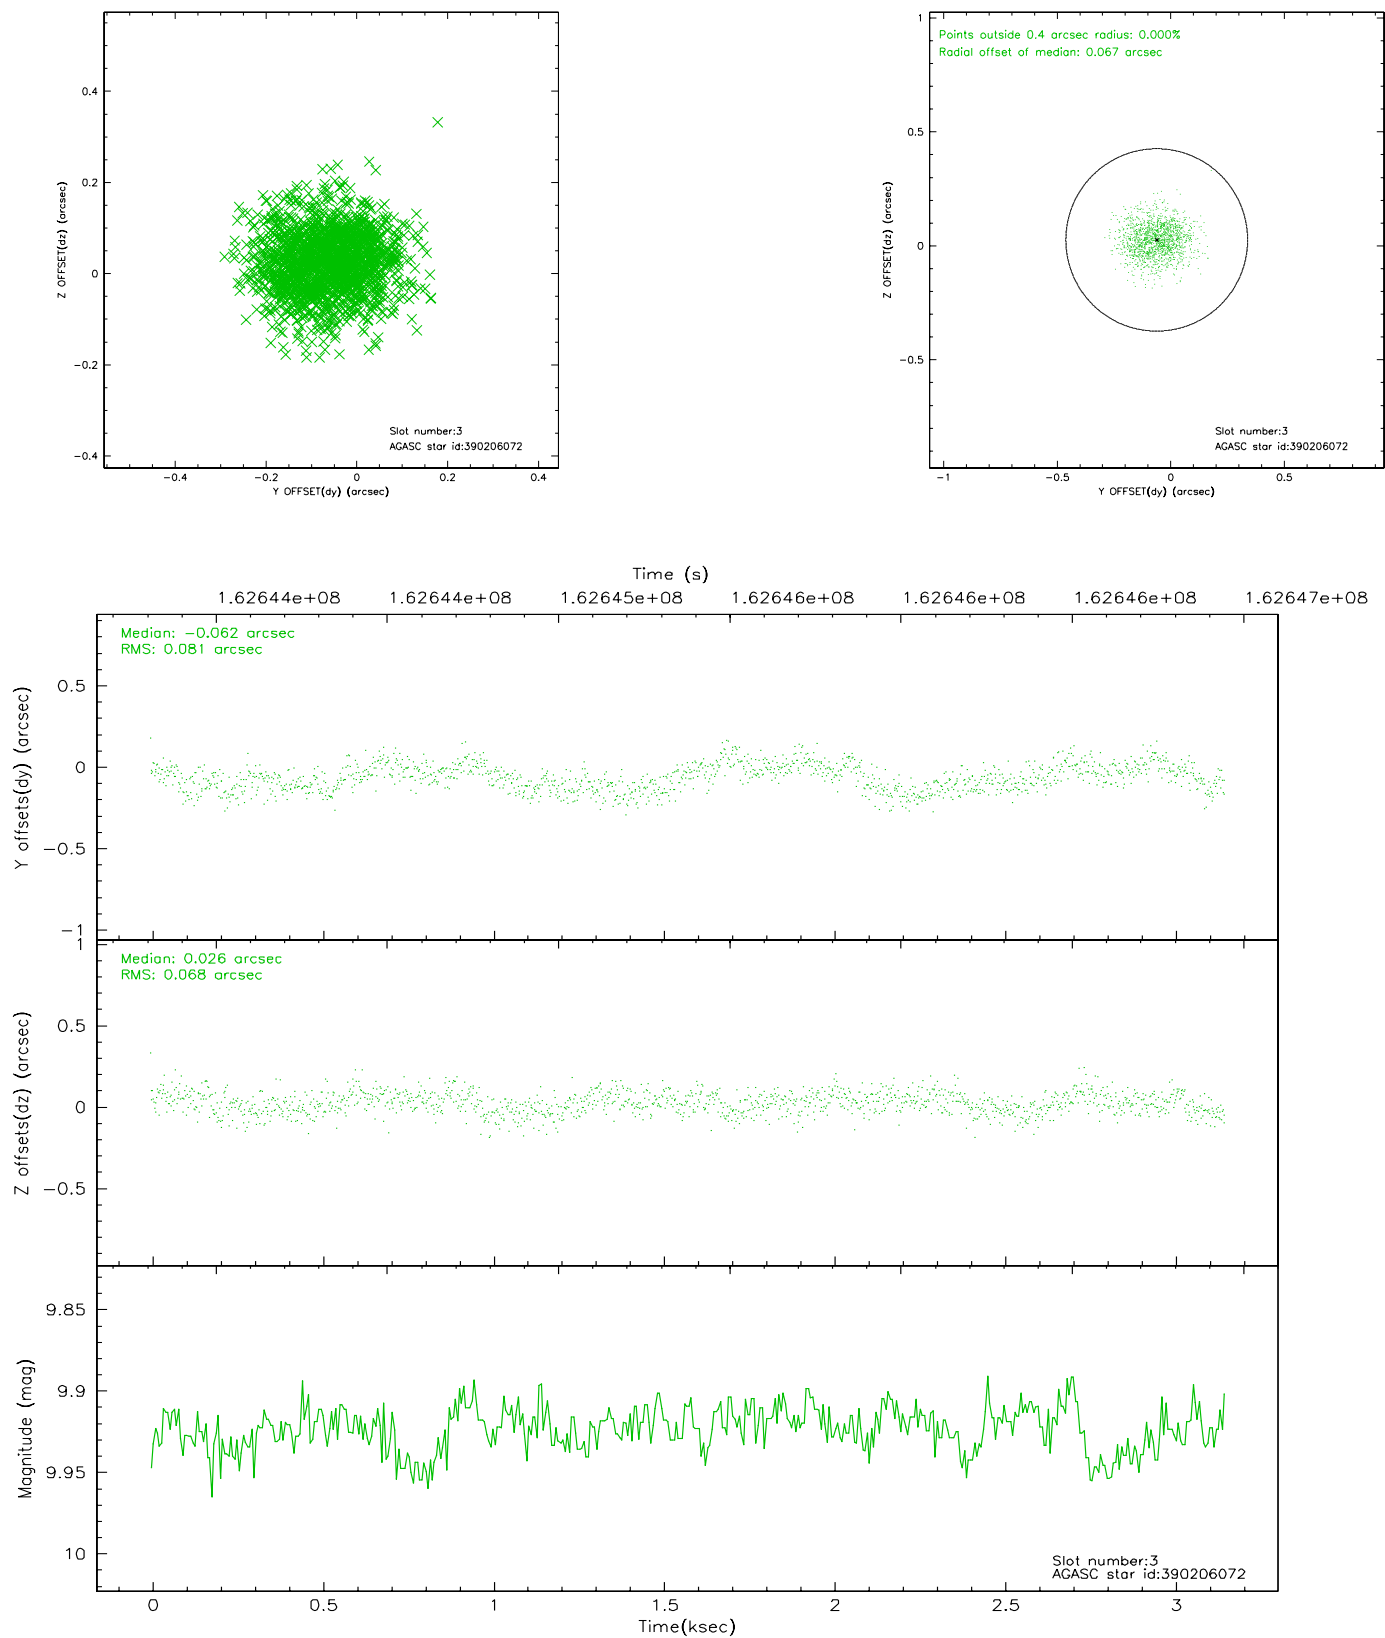 0.4
0.2
0
−0.2
−0.4
Z OFFSET(dz) (arcsec)
Slot number:3
AGASC star id:390206072
−0.4 −0.2 0 0.2 0.4
Y OFFSET(dy) (arcsec)
Points outside 0.4 arcsec radius: 0.000%
Radial offset of median: 0.067 arcsec
1
0.5
0
−0.5
−1
Z OFFSET(dz) (arcsec)
Slot number:3
AGASC star id:390206072
−1 −0.5 0 0.5
Y OFFSET(dy) (arcsec)
Time (s)
1.62644e+08 1.62644e+08 1.62645e+08 1.62646e+08 1.62646e+08 1.62646e+08 1.62647e+08
Median: −0.062 arcsec
RMS: 0.081 arcsec
0.5
0
−0.5
−1
Y offsets(dy) (arcsec)
Median: 0.026 arcsec
RMS: 0.068 arcsec
1
0.5
0
−0.5
Z offsets(dz) (arcsec)
9.85
9.9
9.95
10
Magnitude (mag)
Slot number:3
AGASC star id:390206072
0 0.5 1 1.5 2 2.5 3
Time(ksec)